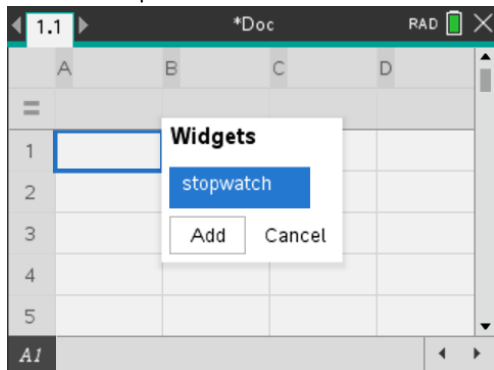 1.1 *Doc RAD
A B C D
=
1
2
3
4
5
Widgets
stopwatch
Add Cancel
A1